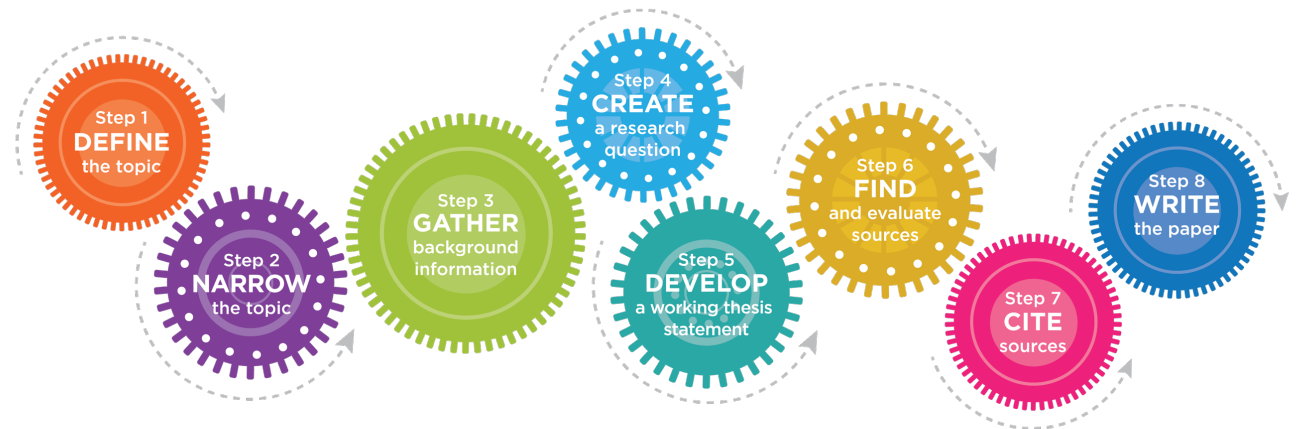 Step 1
DEFINE
the topic
Step 2
NARROW
the topic
Step 3
GATHER
background
information
Step 4
CREATE
a research
question
Step 5
DEVELOP
a working thesis
statement
Step 6
FIND
and evaluate
sources
Step 7
CITE
sources
Step 8
WRITE
the paper